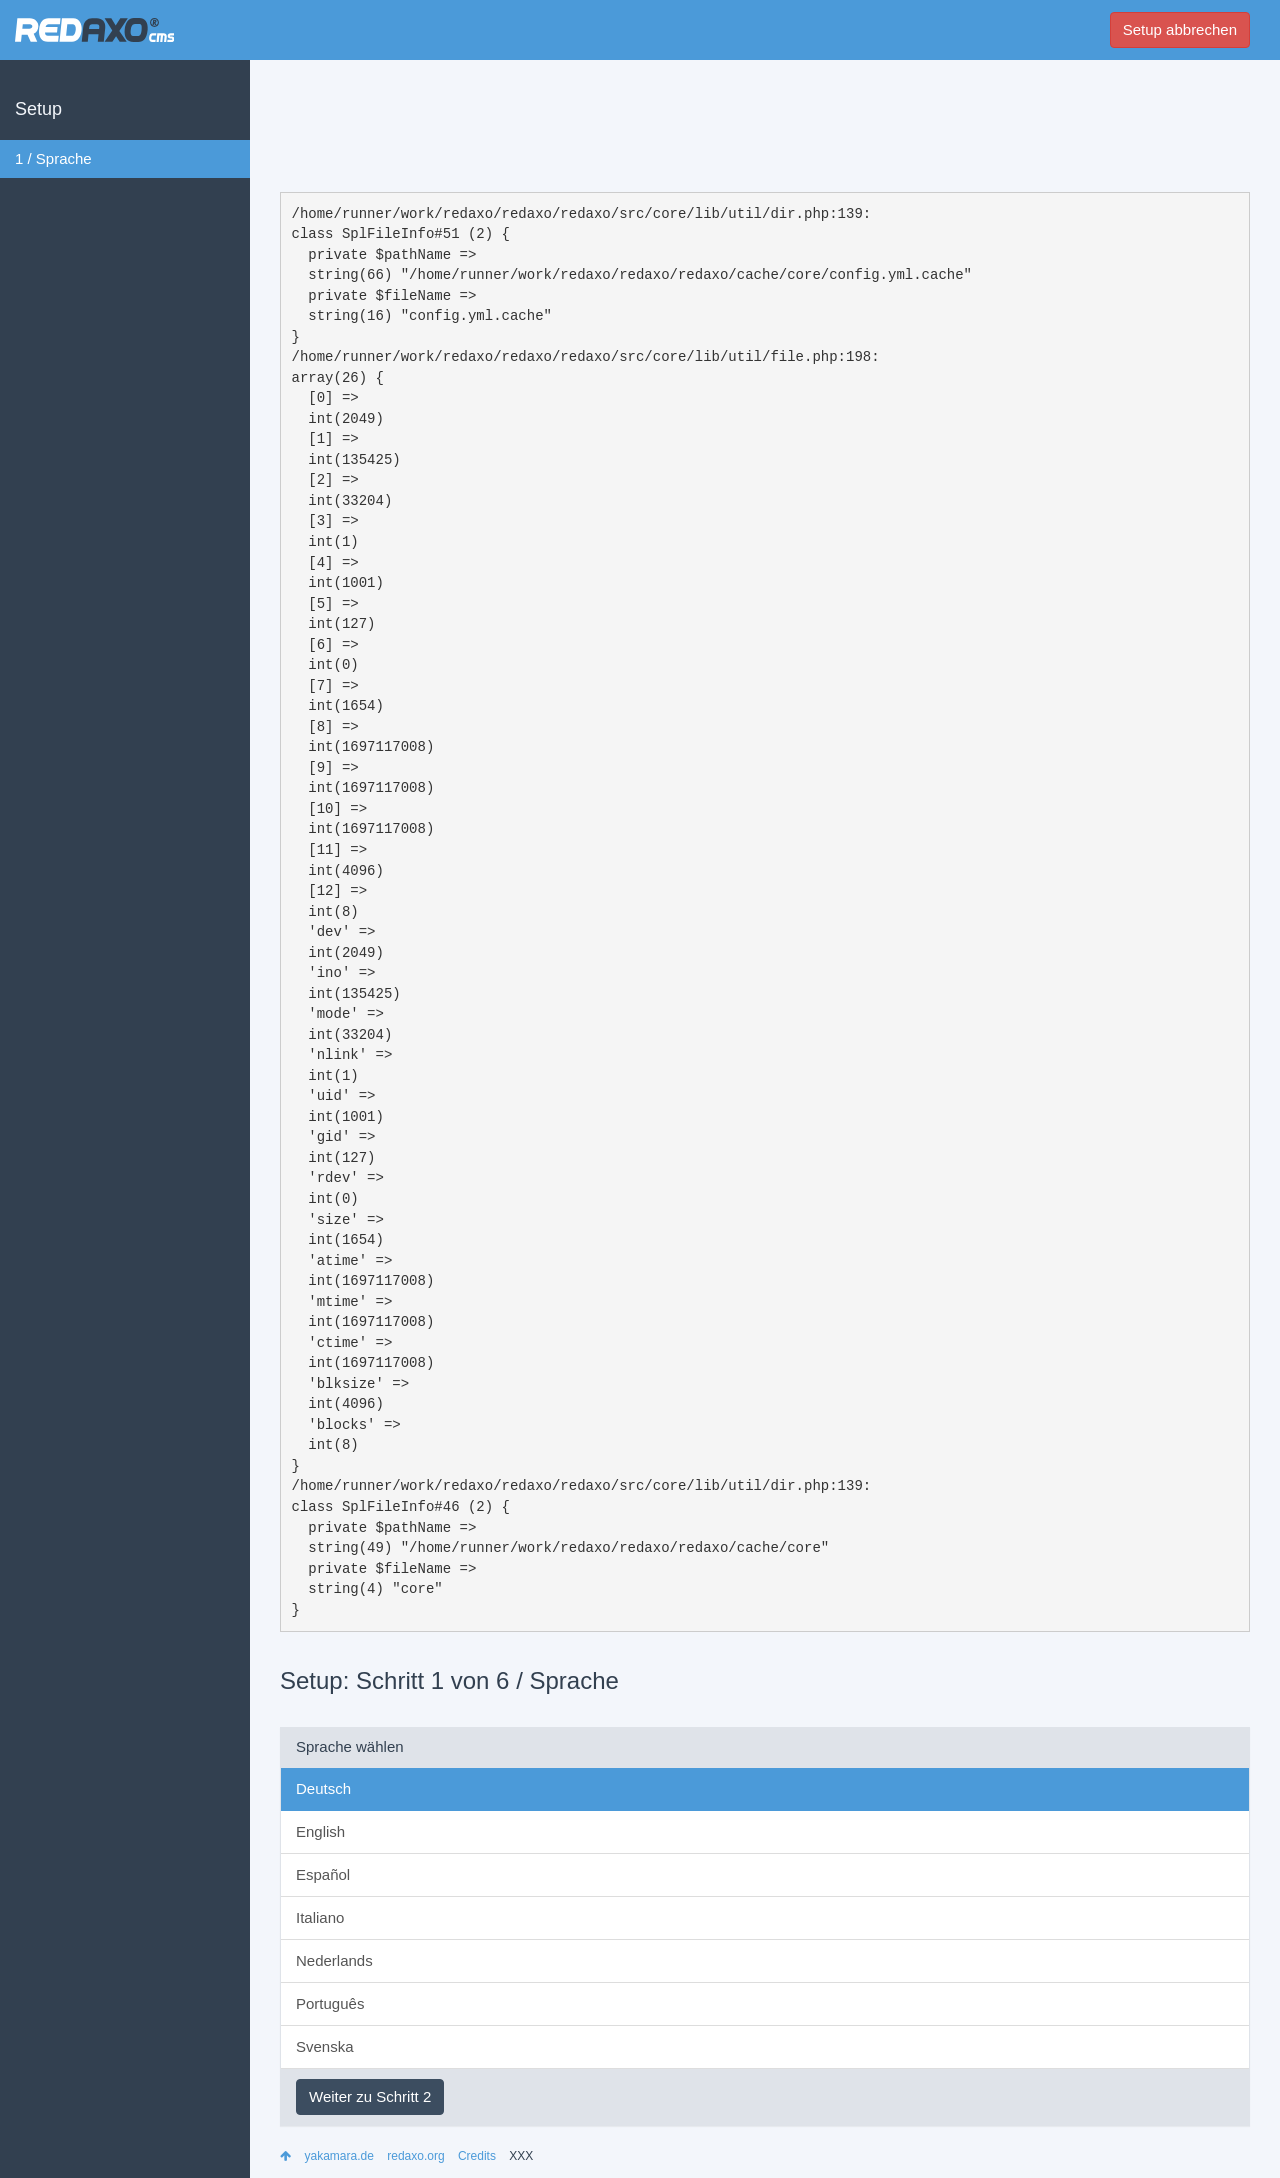 REDAXO® cms
Setup abbrechen
Setup
1 / Sprache
/home/runner/work/redaxo/redaxo/redaxo/src/core/lib/util/dir.php:139:
class SplFileInfo#51 (2) {
  private $pathName =>
  string(66) "/home/runner/work/redaxo/redaxo/redaxo/cache/core/config.yml.cache"
  private $fileName =>
  string(16) "config.yml.cache"
}
/home/runner/work/redaxo/redaxo/redaxo/src/core/lib/util/file.php:198:
array(26) {
  [0] =>
  int(2049)
  [1] =>
  int(135425)
  [2] =>
  int(33204)
  [3] =>
  int(1)
  [4] =>
  int(1001)
  [5] =>
  int(127)
  [6] =>
  int(0)
  [7] =>
  int(1654)
  [8] =>
  int(1697117008)
  [9] =>
  int(1697117008)
  [10] =>
  int(1697117008)
  [11] =>
  int(4096)
  [12] =>
  int(8)
  'dev' =>
  int(2049)
  'ino' =>
  int(135425)
  'mode' =>
  int(33204)
  'nlink' =>
  int(1)
  'uid' =>
  int(1001)
  'gid' =>
  int(127)
  'rdev' =>
  int(0)
  'size' =>
  int(1654)
  'atime' =>
  int(1697117008)
  'mtime' =>
  int(1697117008)
  'ctime' =>
  int(1697117008)
  'blksize' =>
  int(4096)
  'blocks' =>
  int(8)
}
/home/runner/work/redaxo/redaxo/redaxo/src/core/lib/util/dir.php:139:
class SplFileInfo#46 (2) {
  private $pathName =>
  string(49) "/home/runner/work/redaxo/redaxo/redaxo/cache/core"
  private $fileName =>
  string(4) "core"
}
Setup: Schritt 1 von 6 / Sprache
Sprache wählen
Deutsch
English
Español
Italiano
Nederlands
Português
Svenska
Weiter zu Schritt 2
yakamara.de redaxo.org Credits XXX